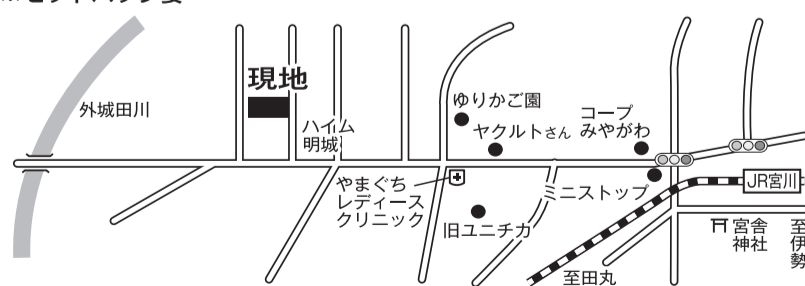 外城田川
現地
ハイム
明城
ゆりかご園
ヤクルトさん
コープ
みやがわ
やまぐち
レディース
クリニック
旧ユニチカ
ミニストップ
JR宮川
至田丸
宮舎
神社
至伊勢